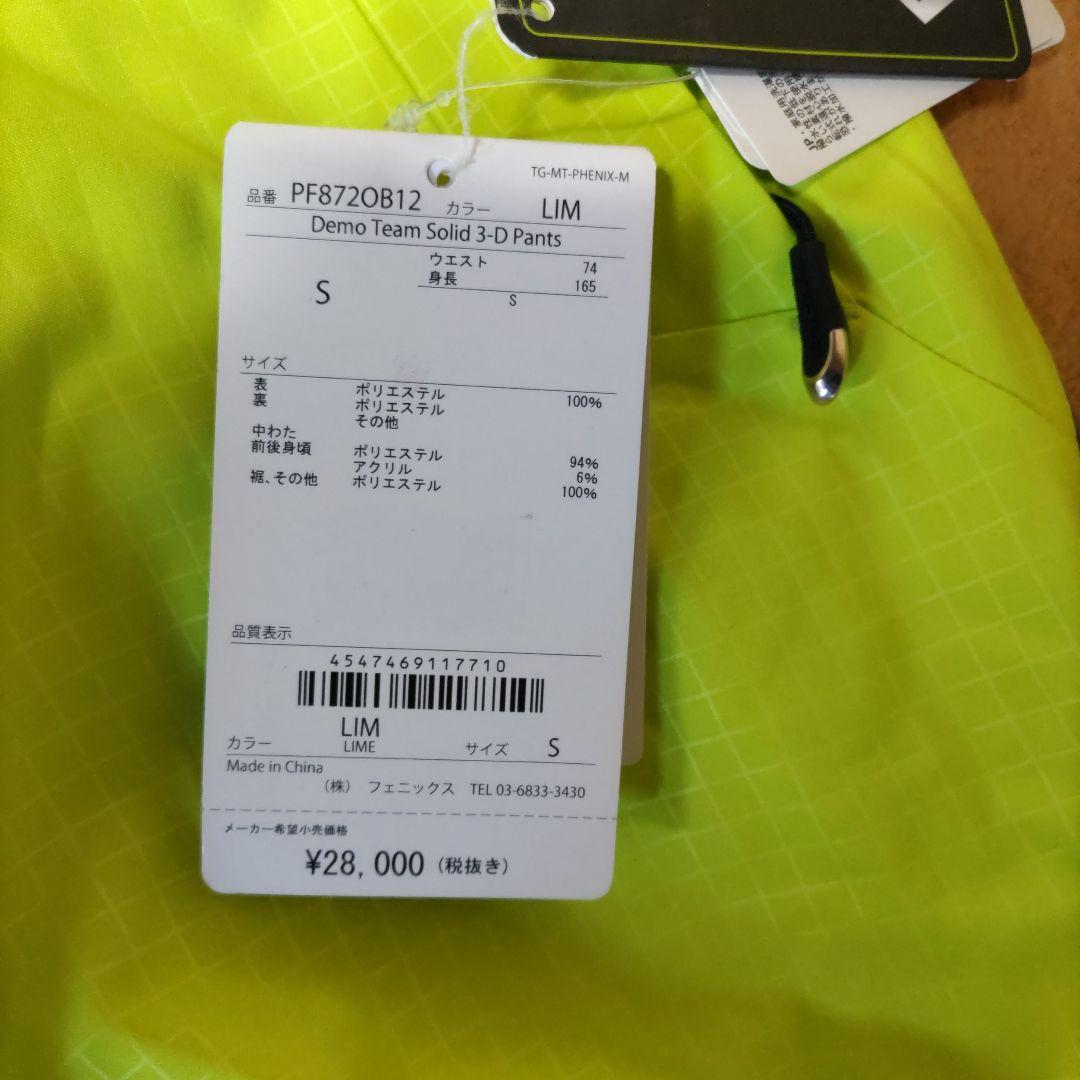 TG-MT-PHENIX-M
品番 PF872OB12 カラー LIM
Demo Team Solid 3-D Pants
ウエスト 74
身長 165
S
S
サイズ
表 ポリエステル 100%
裏 ポリエステル
その他
中わた
前後身頃 ポリエステル 94%
アクリル 6%
裾、その他 ポリエステル 100%
品質表示
4547469117710
LIM
カラー LIME サイズ S
Made in China
(株) フェニックス TEL 03-6833-3430
メーカー希望小売価格
¥28,000 (税抜き)
JP